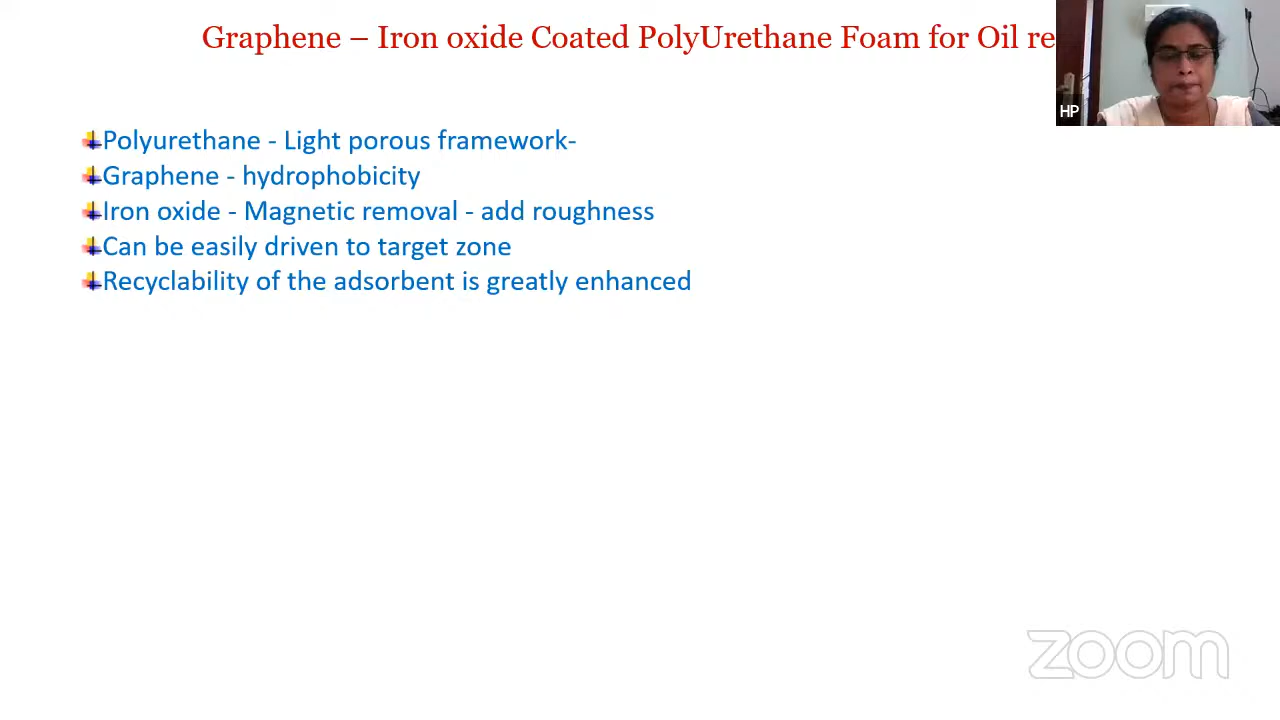 Graphene – Iron oxide Coated PolyUrethane Foam for Oil re
HP
Polyurethane - Light porous framework-
Graphene - hydrophobicity
Iron oxide - Magnetic removal - add roughness
Can be easily driven to target zone
Recyclability of the adsorbent is greatly enhanced
zoom